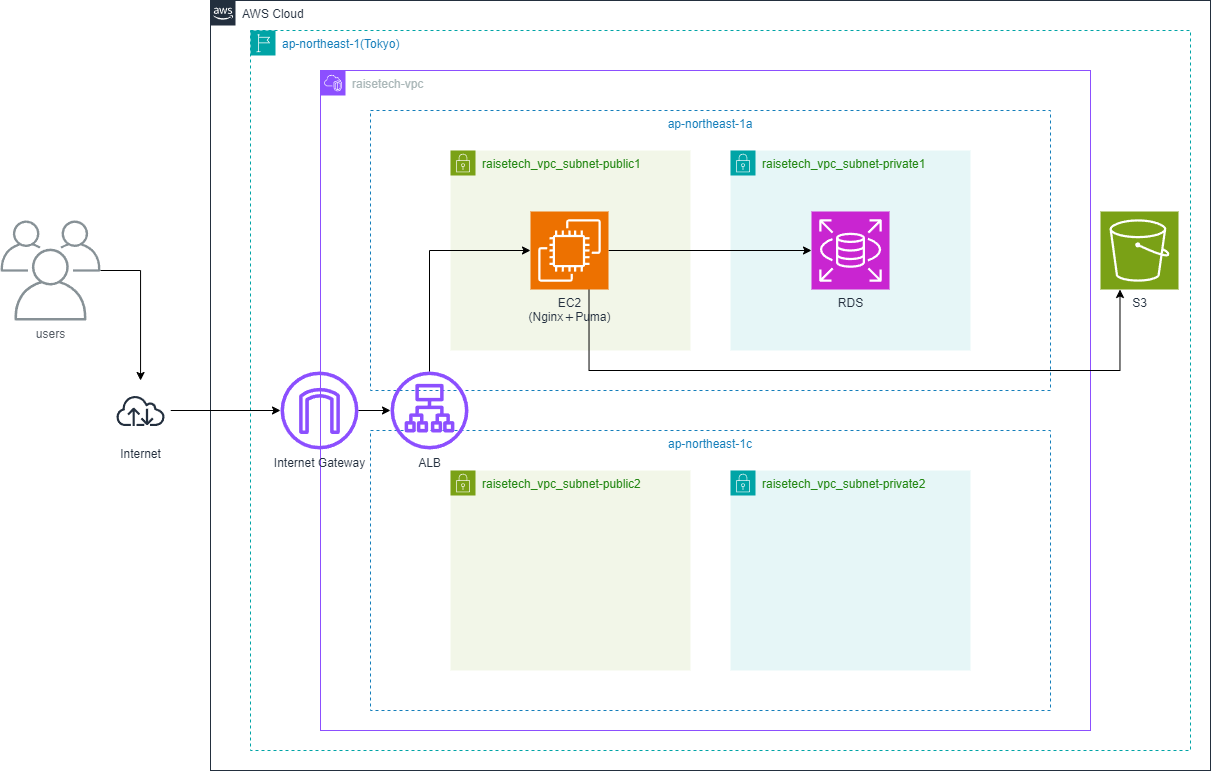 aws
AWS Cloud
ap-northeast-1(Tokyo)
raisetech-vpc
ap-northeast-1a
raisetech_vpc_subnet-public1
raisetech_vpc_subnet-private1
EC2
(Nginx+Puma)
RDS
S3
users
Internet
Internet Gateway
ALB
ap-northeast-1c
raisetech_vpc_subnet-public2
raisetech_vpc_subnet-private2